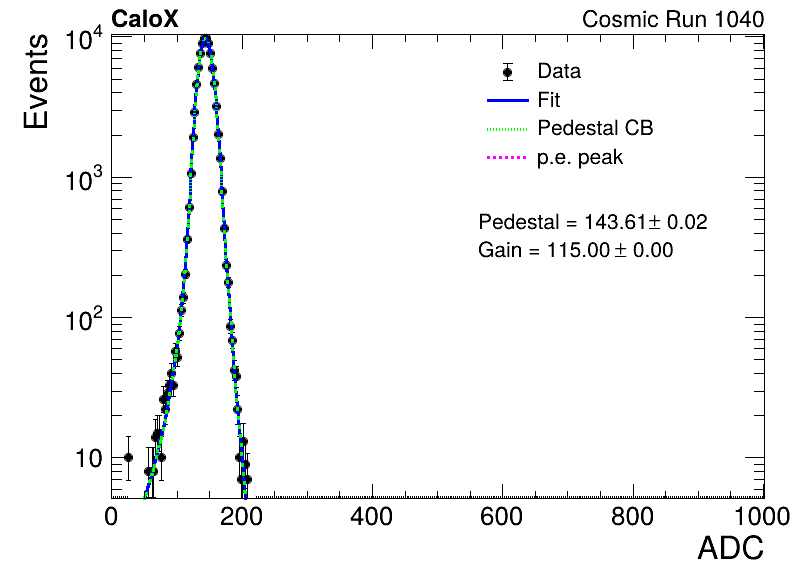 CaloX Cosmic Run 1040
Events
10⁴
10³
10²
10
Data
Fit
Pedestal CB
p.e. peak
Pedestal = 143.61± 0.02
Gain = 115.00 ± 0.00
0 200 400 600 800 1000
ADC